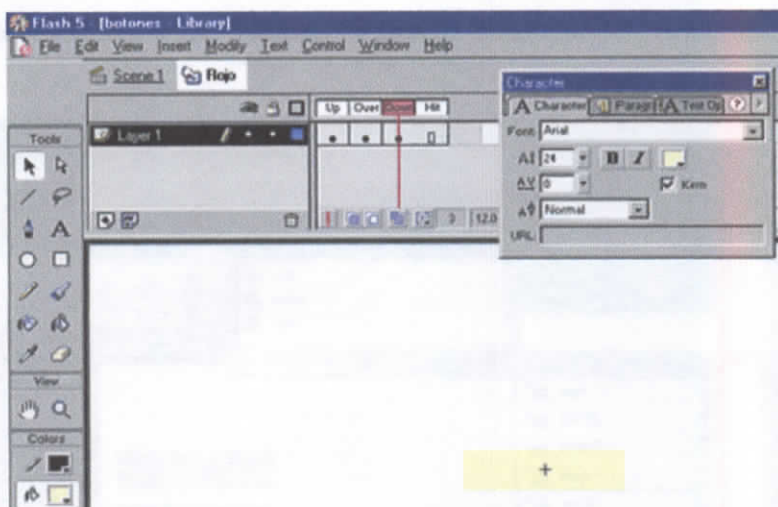 Flash 5 - [botones - Library]
File Edit View Insert Modify Text Control Window Help
Scene 1 Rojo
Character
Character Paragr Text Op
Up Over Down Hit
Layer 1
Font: Arial
B I
Kern
Normal
URL
3 12.0
Tools
A
View
Colors